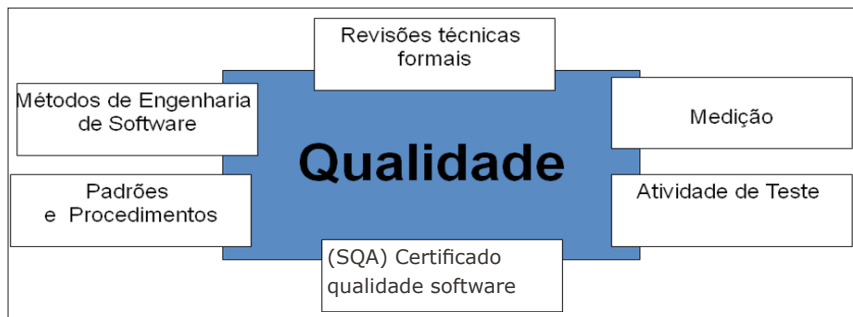 Revisões técnicas
formais
Métodos de Engenharia
de Software
Medição
Qualidade
Padrões
e Procedimentos
Atividade de Teste
(SQA) Certificado
qualidade software